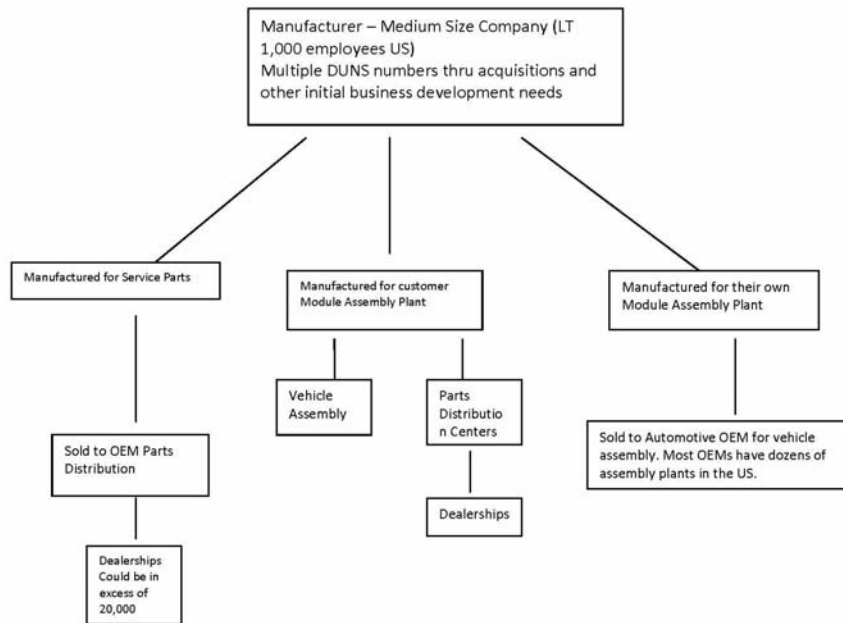 Manufacturer – Medium Size Company (LT
1,000 employees US)
Multiple DUNS numbers thru acquisitions and
other initial business development needs
Manufactured for Service Parts
Manufactured for customer
Module Assembly Plant
Manufactured for their own
Module Assembly Plant
Vehicle
Assembly
Parts
Distributio
n Centers
Sold to OEM Parts
Distribution
Sold to Automotive OEM for vehicle
assembly. Most OEMs have dozens of
assembly plants in the US.
Dealerships
Dealerships
Could be in
excess of
20,000